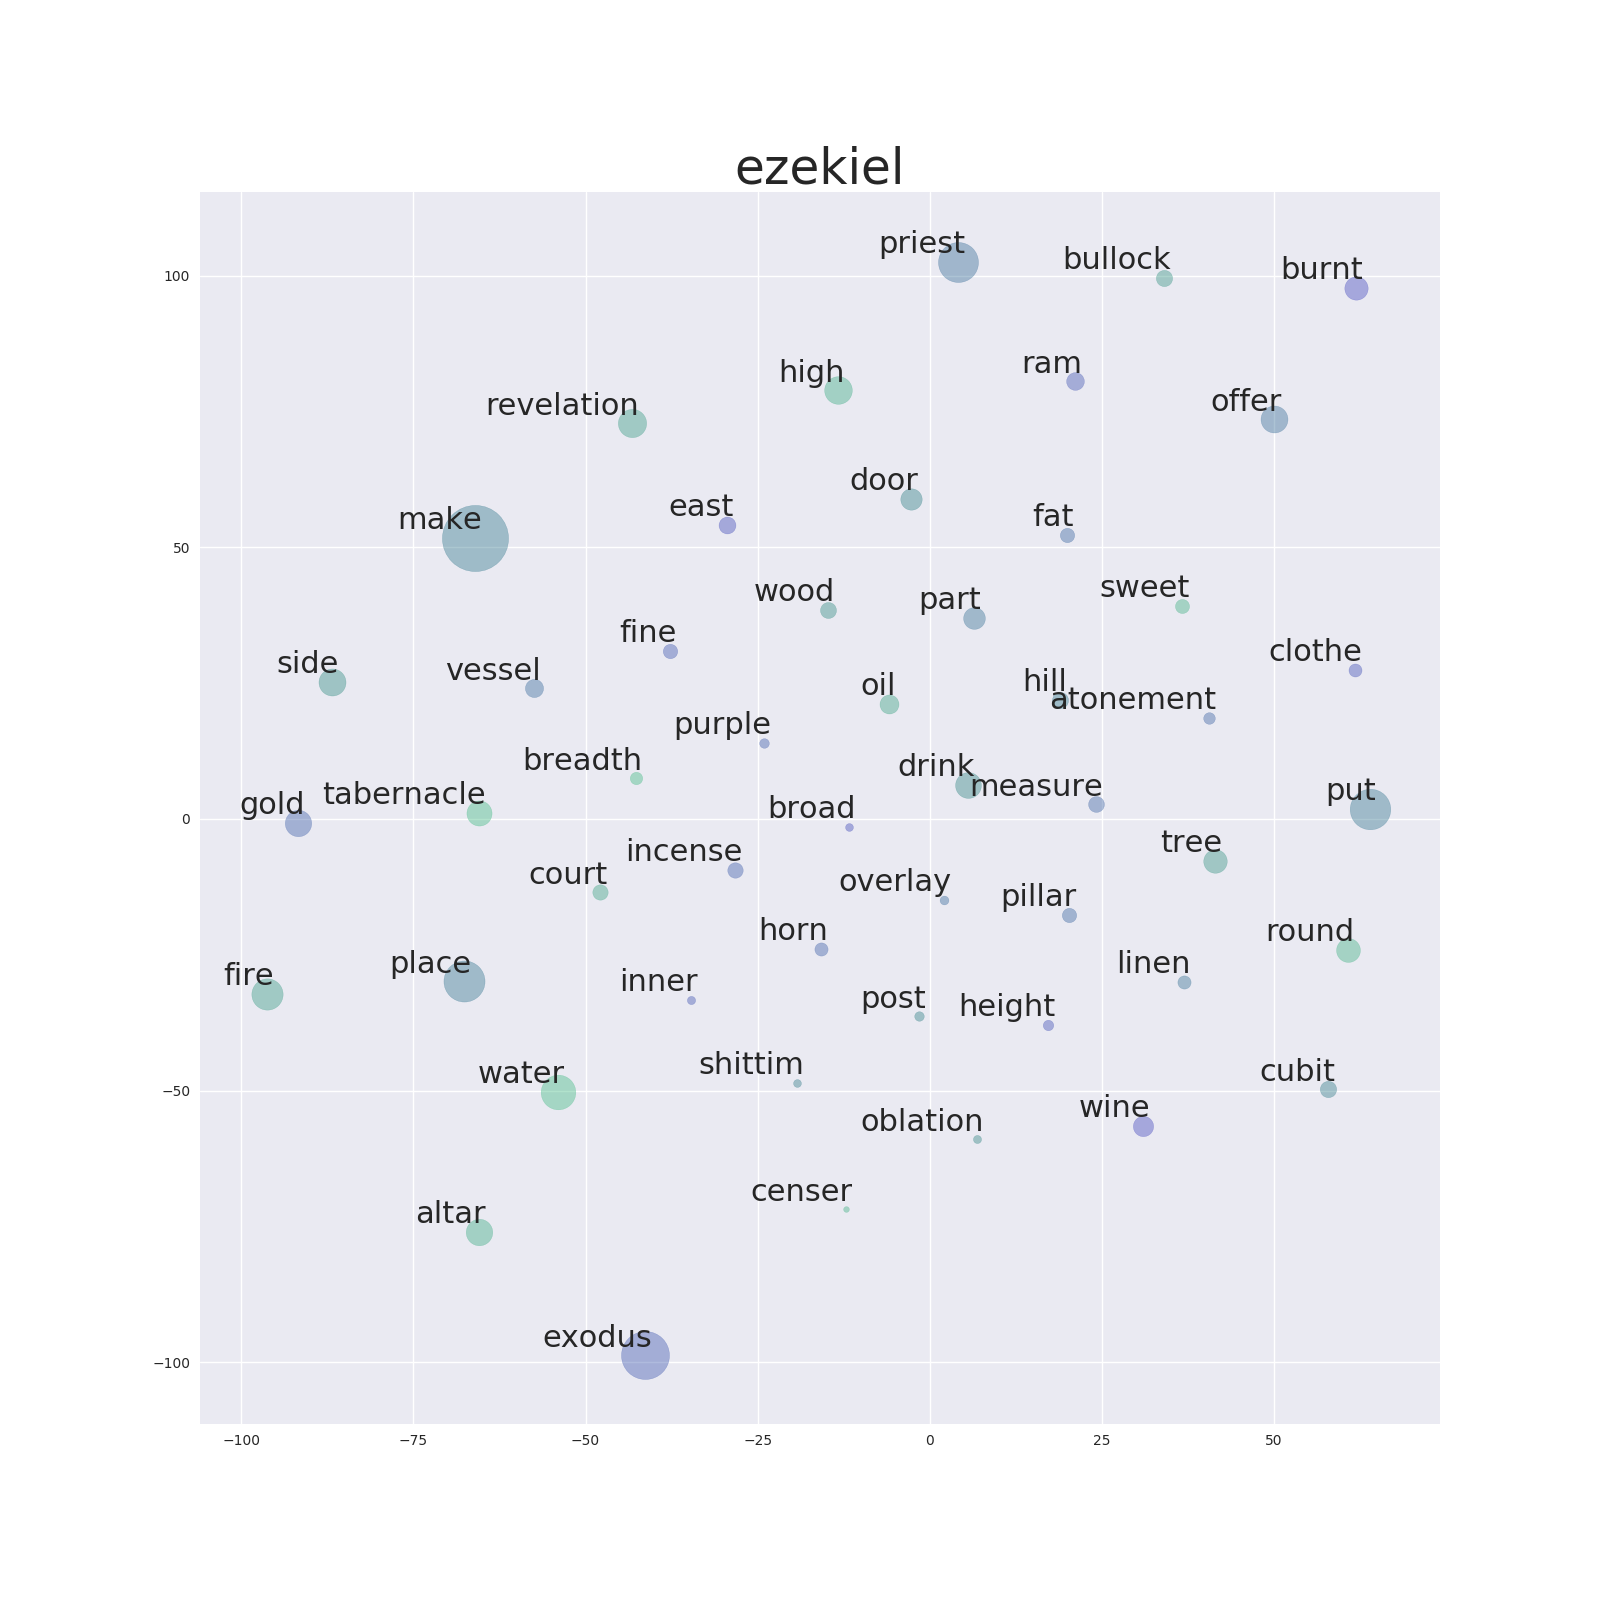 ezekiel
priest
bullock
burnt
high
ram
revelation
offer
door
east
make
fat
wood
part
sweet
fine
side
vessel
clothe
oil
hill
atonement
purple
breadth
drink
measure
tabernacle
gold
broad
put
tree
incense
court
overlay
pillar
horn
round
fire
place
linen
inner
post
height
shittim
water
cubit
wine
oblation
censer
altar
exodus
100
50
0
−50
−100
−100 −75 −50 −25 0 25 50